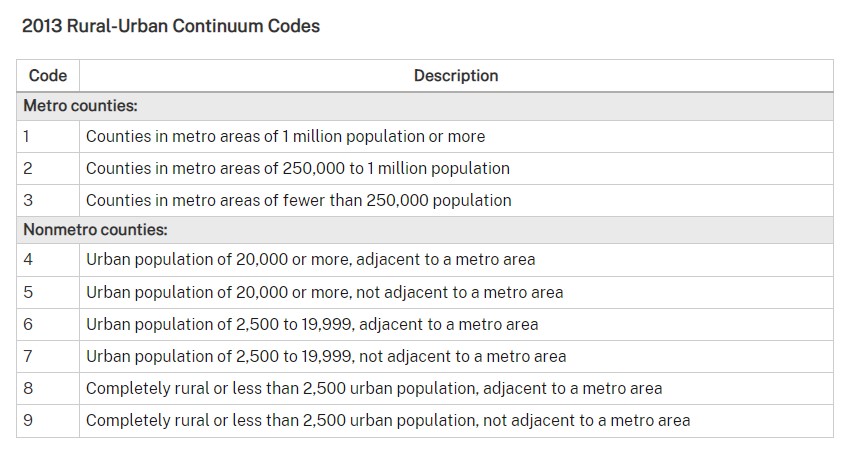 2013 Rural-Urban Continuum Codes
Code Description
Metro counties:
1 Counties in metro areas of 1 million population or more
2 Counties in metro areas of 250,000 to 1 million population
3 Counties in metro areas of fewer than 250,000 population
Nonmetro counties:
4 Urban population of 20,000 or more, adjacent to a metro area
5 Urban population of 20,000 or more, not adjacent to a metro area
6 Urban population of 2,500 to 19,999, adjacent to a metro area
7 Urban population of 2,500 to 19,999, not adjacent to a metro area
8 Completely rural or less than 2,500 urban population, adjacent to a metro area
9 Completely rural or less than 2,500 urban population, not adjacent to a metro area